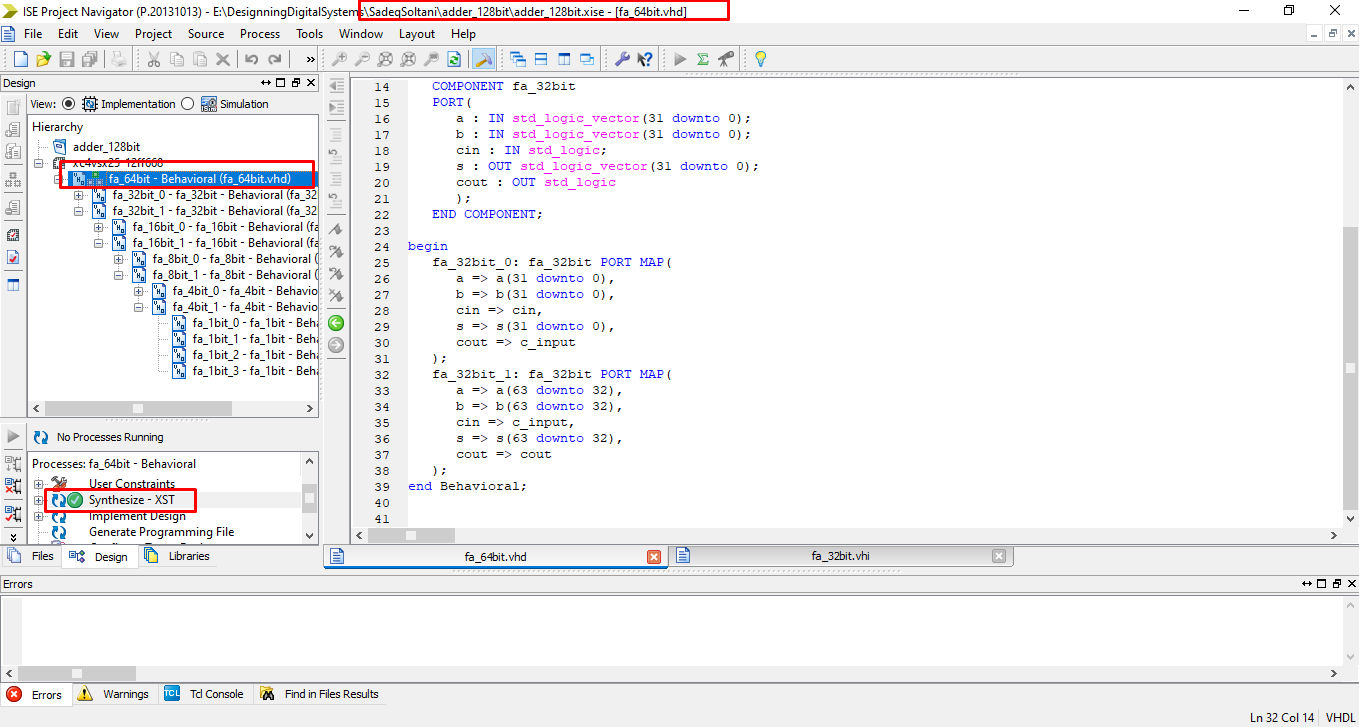 ISE Project Navigator (P.20131013) - E:\DesignningDigitalSystems\SadeqSoltani\adder_128bit\adder_128bit.xise - [fa_64bit.vhd]
File Edit View Project Source Process Tools Window Layout Help
Design
View: Implementation Simulation
Hierarchy
adder_128bit
xc4vsx25-12ff668
fa_64bit - Behavioral (fa_64bit.vhd)
fa_32bit_0 - fa_32bit - Behavioral (fa_32
fa_32bit_1 - fa_32bit - Behavioral (fa_32
fa_16bit_0 - fa_16bit - Behavioral (fa
fa_16bit_1 - fa_16bit - Behavioral (fa
fa_8bit_0 - fa_8bit - Behavioral (
fa_8bit_1 - fa_8bit - Behavioral (
fa_4bit_0 - fa_4bit - Behavio
fa_4bit_1 - fa_4bit - Behavio
fa_1bit_0 - fa_1bit - Beha
fa_1bit_1 - fa_1bit - Beha
fa_1bit_2 - fa_1bit - Beha
fa_1bit_3 - fa_1bit - Beha
No Processes Running
Processes: fa_64bit - Behavioral
User Constraints
Synthesize - XST
Implement Design
Generate Programming File
Files Design Libraries
14 COMPONENT fa_32bit
15 PORT(
16 a : IN std_logic_vector(31 downto 0);
17 b : IN std_logic_vector(31 downto 0);
18 cin : IN std_logic;
19 s : OUT std_logic_vector(31 downto 0);
20 cout : OUT std_logic
21 );
22 END COMPONENT;
23
24 begin
25 fa_32bit_0: fa_32bit PORT MAP(
26 a => a(31 downto 0),
27 b => b(31 downto 0),
28 cin => cin,
29 s => s(31 downto 0),
30 cout => c_input
31 );
32 fa_32bit_1: fa_32bit PORT MAP(
33 a => a(63 downto 32),
34 b => b(63 downto 32),
35 cin => c_input,
36 s => s(63 downto 32),
37 cout => cout
38 );
39 end Behavioral;
40
41
fa_64bit.vhd fa_32bit.vhi
Errors
Errors Warnings Tcl Console Find in Files Results
Ln 32 Col 14 VHDL